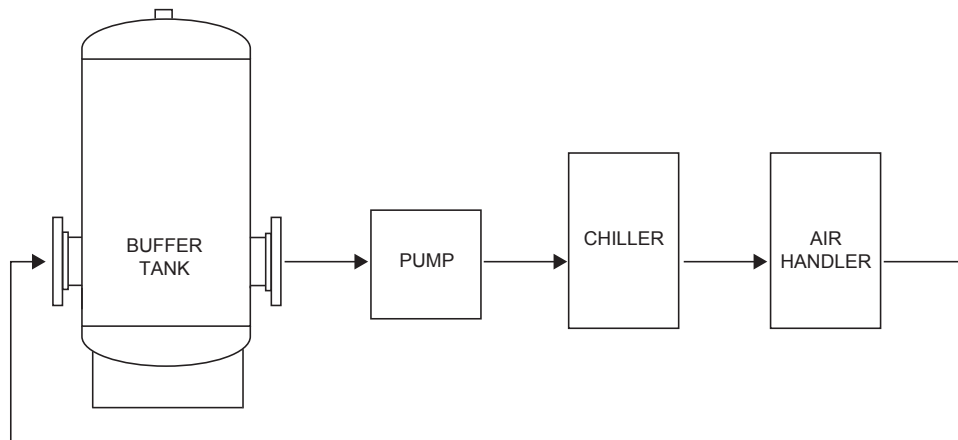 BUFFER
TANK
PUMP
CHILLER
AIR
HANDLER